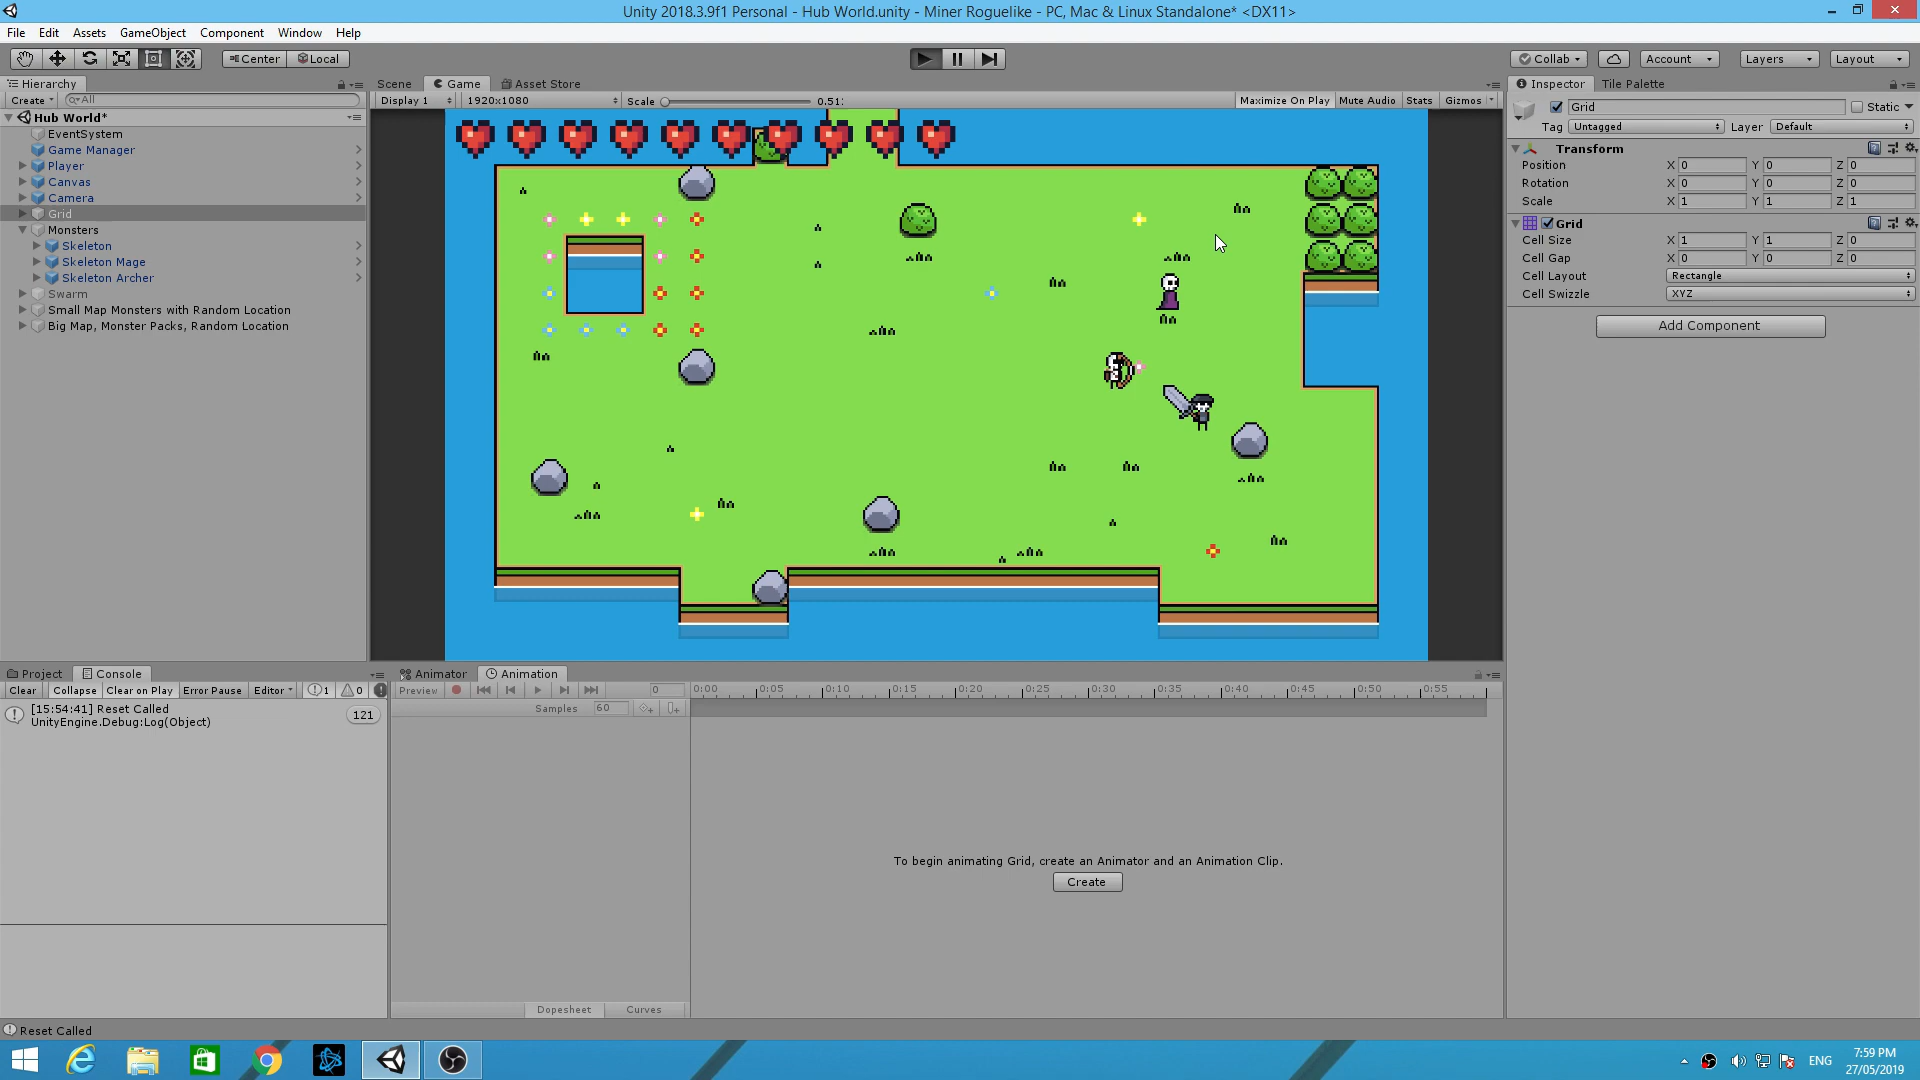 Unity 2018.3.9f1 Personal - Hub World.unity - Miner Roguelike - PC, Mac & Linux Standalone* <DX11>
File Edit Assets GameObject Component Window Help
Center Local Collab Account Layers Layout
Hierarchy
Create All
Hub World*
EventSystem
Game Manager
Player
Canvas
Camera
Grid
Monsters
Skeleton
Skeleton Mage
Skeleton Archer
Swarm
Small Map Monsters with Random Location
Big Map, Monster Packs, Random Location
Scene Game Asset Store
Display 1 1920x1080 Scale 0.51: Maximize On Play Mute Audio Stats Gizmos
Inspector Tile Palette
Grid Static
Tag Untagged Layer Default
Transform
Position X 0 Y 0 Z 0
Rotation X 0 Y 0 Z 0
Scale X 1 Y 1 Z 1
Grid
Cell Size X 1 Y 1 Z 0
Cell Gap X 0 Y 0 Z 0
Cell Layout Rectangle
Cell Swizzle XYZ
Add Component
Project Console
Clear Collapse Clear on Play Error Pause Editor 1 0
[15:54:41] Reset Called
UnityEngine.Debug:Log(Object)
121
Animator Animation
Preview 0 0:00 0:05 0:10 0:15 0:20 0:25 0:30 0:35 0:40 0:45 0:50 0:55
Samples 60
To begin animating Grid, create an Animator and an Animation Clip.
Create
Dopesheet Curves
Reset Called
ENG
7:59 PM
27/05/2019